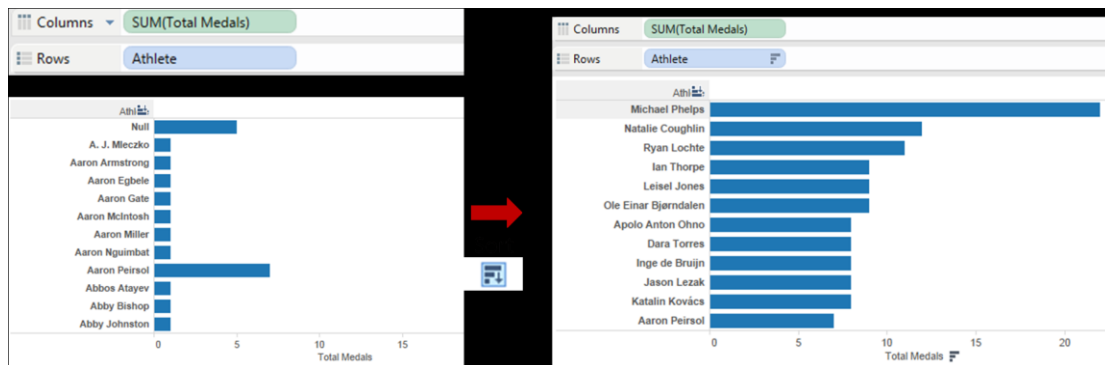 Columns SUM(Total Medals)
Rows Athlete
Athl
Null
A. J. Mleczko
Aaron Armstrong
Aaron Egbele
Aaron Gate
Aaron McIntosh
Aaron Miller
Aaron Nguimbat
Aaron Peirsol
Abbos Atayev
Abby Bishop
Abby Johnston
0 5 10 15
Total Medals
Columns SUM(Total Medals)
Rows Athlete
Athl
Michael Phelps
Natalie Coughlin
Ryan Lochte
Ian Thorpe
Leisel Jones
Ole Einar Bjørndalen
Apolo Anton Ohno
Dara Torres
Inge de Bruijn
Jason Lezak
Katalin Kovács
Aaron Peirsol
0 5 10 15 20
Total Medals